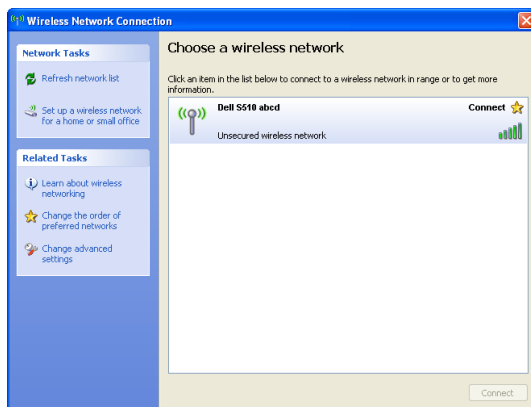 Wireless Network Connection
Network Tasks
Refresh network list
Set up a wireless network
for a home or small office
Related Tasks
Learn about wireless
networking
Change the order of
preferred networks
Change advanced
settings
Choose a wireless network
Click an item in the list below to connect to a wireless network in range or to get more
information.
Dell S510 abcd
Connect
Unsecured wireless network
Connect